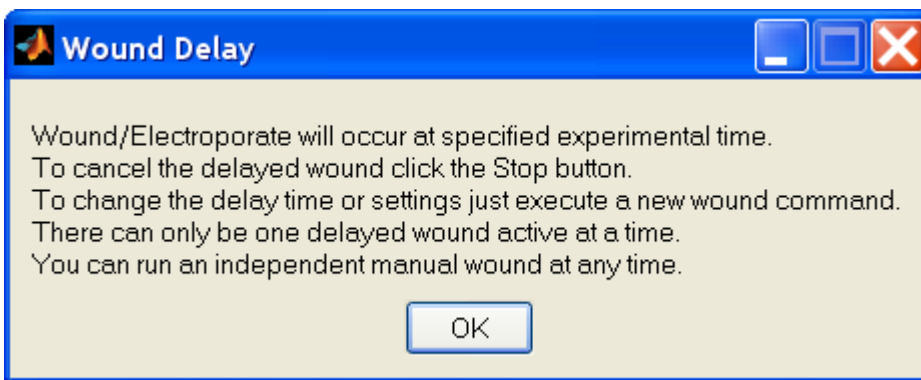 Wound Delay
Wound/Electroporate will occur at specified experimental time.
To cancel the delayed wound click the Stop button.
To change the delay time or settings just execute a new wound command.
There can only be one delayed wound active at a time.
You can run an independent manual wound at any time.
OK